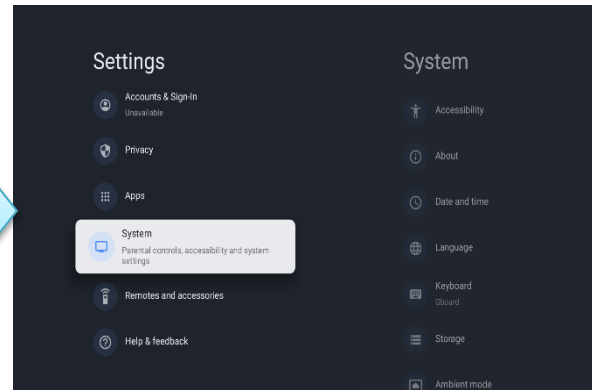 Settings
Accounts & Sign-In
Unavailable
Privacy
Apps
System
Parental controls, accessibility and system
settings
Remotes and accessories
Help & feedback
System
Accessibility
About
Date and time
Language
Keyboard
Gboard
Storage
Ambient mode